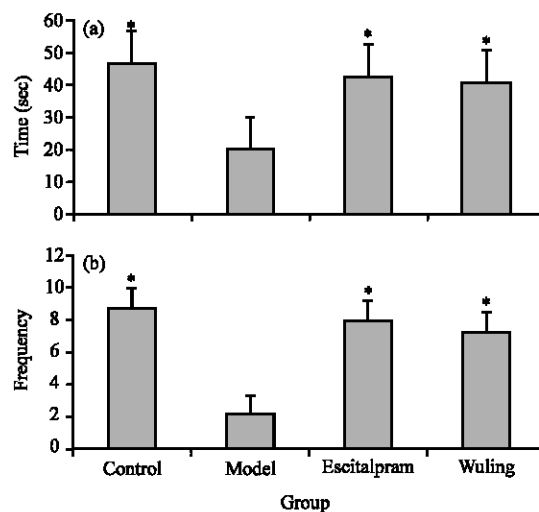 (a)
Time (sec)
60
50
40
30
20
10
0
*
*
*
(b)
Frequency
12
10
8
6
4
2
0
*
*
*
Control
Model
Escitalpram
Wuling
Group